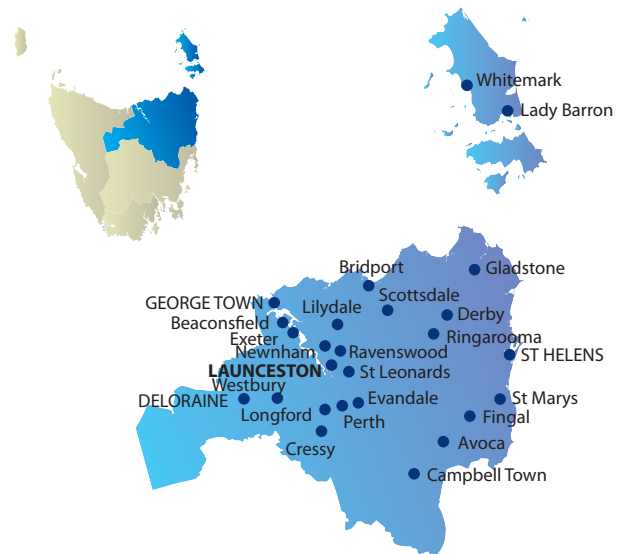 Whitemark
Lady Barron
Bridport
Gladstone
Scottsdale
GEORGE TOWN
Lilydale
Derby
Beaconsfield
Exeter
Ringarooma
Newnham
Ravenswood
ST HELENS
LAUNCESTON
St Leonards
Westbury
DELORAINE
Evandale
St Marys
Longford
Perth
Fingal
Cressy
Avoca
Campbell Town